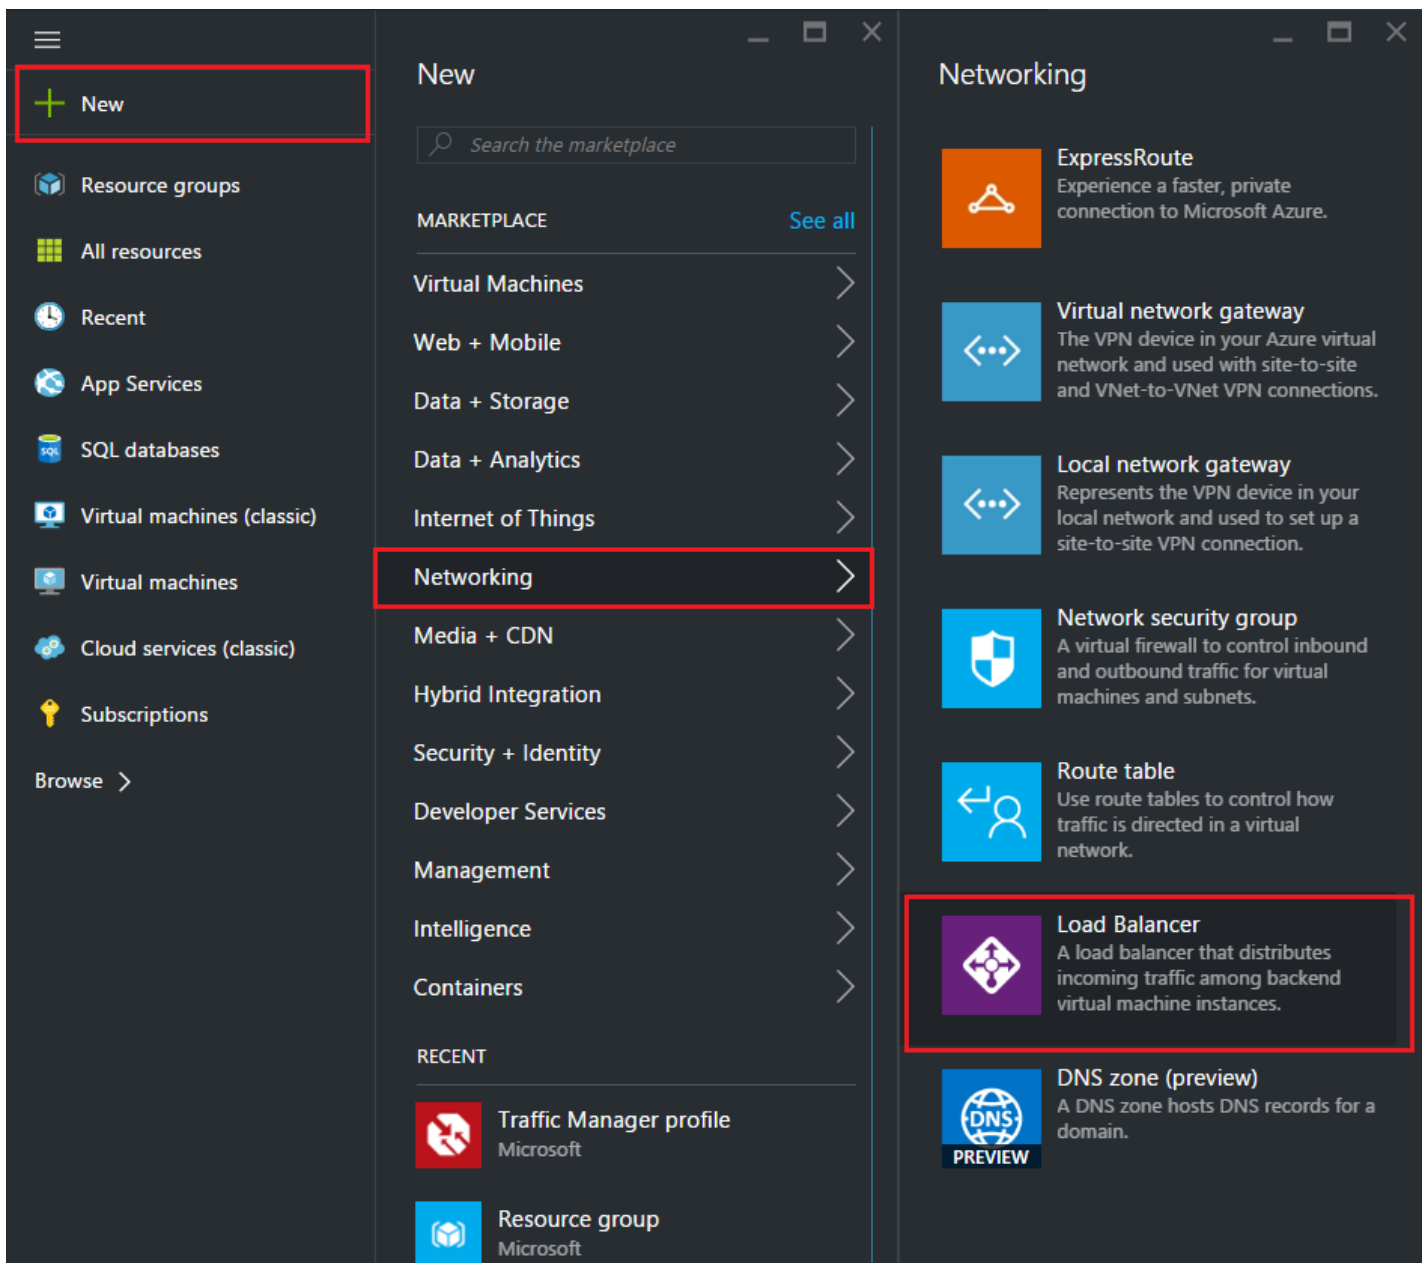 New
Resource groups
All resources
Recent
App Services
SQL
SQL databases
Virtual machines (classic)
Virtual machines
Cloud services (classic)
Subscriptions
Browse
New
Search the marketplace
MARKETPLACE
See all
Virtual Machines
Web + Mobile
Data + Storage
Data + Analytics
Internet of Things
Networking
Media + CDN
Hybrid Integration
Security + Identity
Developer Services
Management
Intelligence
Containers
RECENT
Traffic Manager profile
Microsoft
Resource group
Microsoft
Networking
ExpressRoute
Experience a faster, private
connection to Microsoft Azure.
Virtual network gateway
The VPN device in your Azure virtual
network and used with site-to-site
and VNet-to-VNet VPN connections.
Local network gateway
Represents the VPN device in your
local network and used to set up a
site-to-site VPN connection.
Network security group
A virtual firewall to control inbound
and outbound traffic for virtual
machines and subnets.
Route table
Use route tables to control how
traffic is directed in a virtual
network.
Load Balancer
A load balancer that distributes
incoming traffic among backend
virtual machine instances.
DNS
PREVIEW
DNS zone (preview)
A DNS zone hosts DNS records for a
domain.